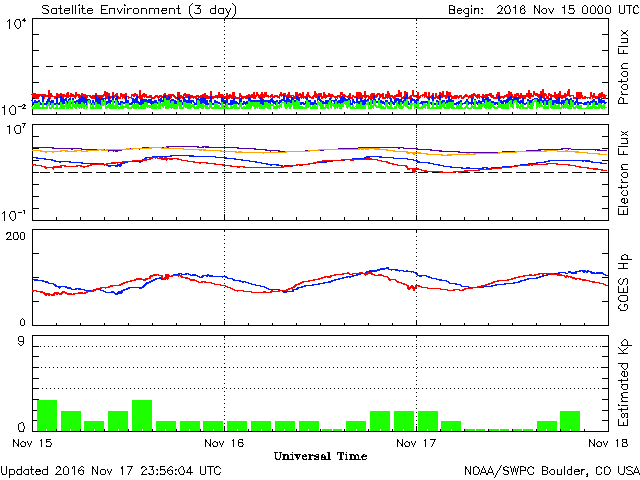 Satellite Environment (3 day)
Begin: 2016 Nov 15 0000 UTC
10⁴
10⁻²
Proton Flux
10⁷
10⁻¹
Electron Flux
200
0
GOES Hp
9
0
Estimated Kp
Nov 15
Nov 16
Nov 17
Nov 18
Universal Time
Updated 2016 Nov 17 23:56:04 UTC
NOAA/SWPC Boulder, CO USA